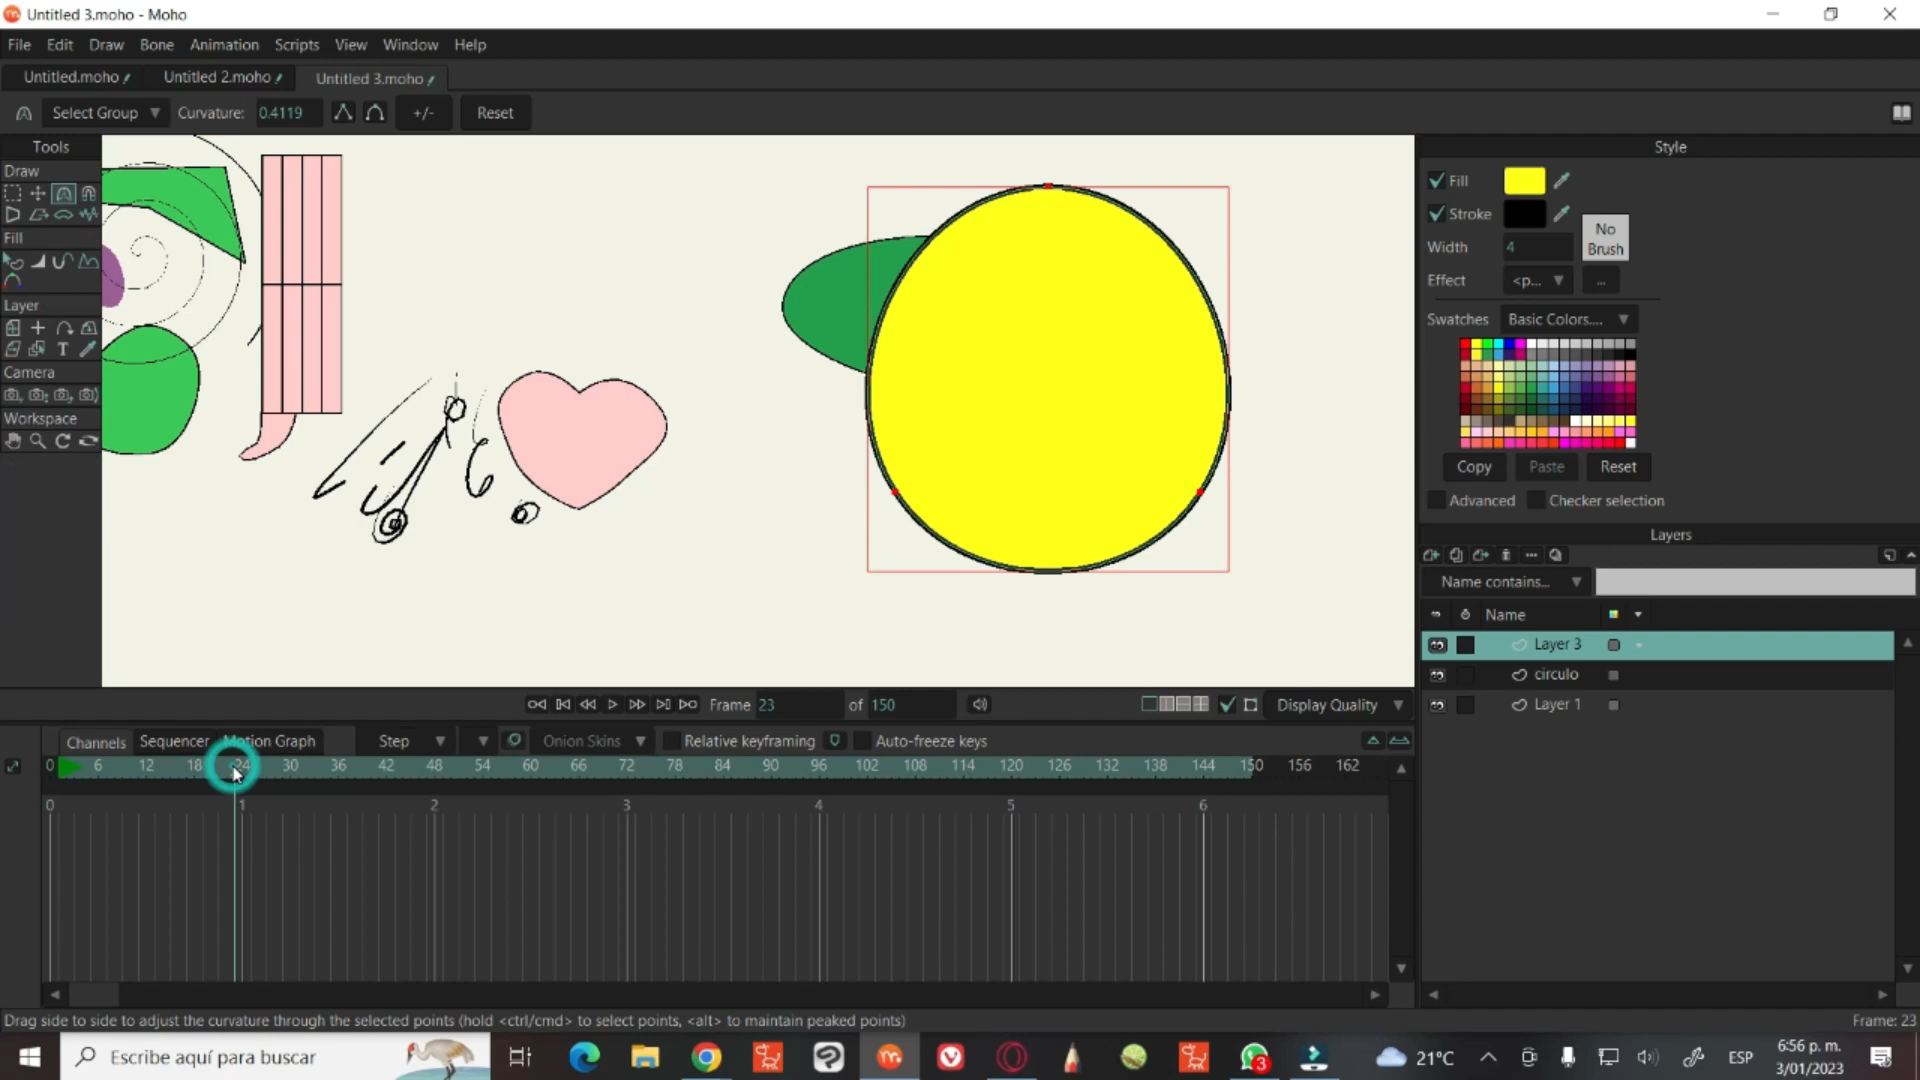 Untitled 3.moho - Moho
File Edit Draw Bone Animation Scripts View Window Help
Untitled.moho Untitled 2.moho Untitled 3.moho
Select Group Curvature: 0.4119 +/- Reset
Tools
Draw
Fill
Layer
T
Camera
Workspace
Style
Fill
Stroke
Width 4
No Brush
Effect <p... ...
Swatches Basic Colors....
Copy Paste Reset
Advanced Checker selection
Layers
Name contains...
Name
Layer 3
circulo
Layer 1
Frame 23 of 150 Display Quality
Channels Sequencer Motion Graph Step Onion Skins Relative keyframing Auto-freeze keys
0 6 12 18 24 30 36 42 48 54 60 66 72 78 84 90 96 102 108 114 120 126 132 138 144 150 156 162
0 1 2 3 4 5 6
Drag side to side to adjust the curvature through the selected points (hold <ctrl/cmd> to select points, <alt> to maintain peaked points) Frame: 23
Escribe aquí para buscar 3 21°C ESP 6:56 p. m.
3/01/2023